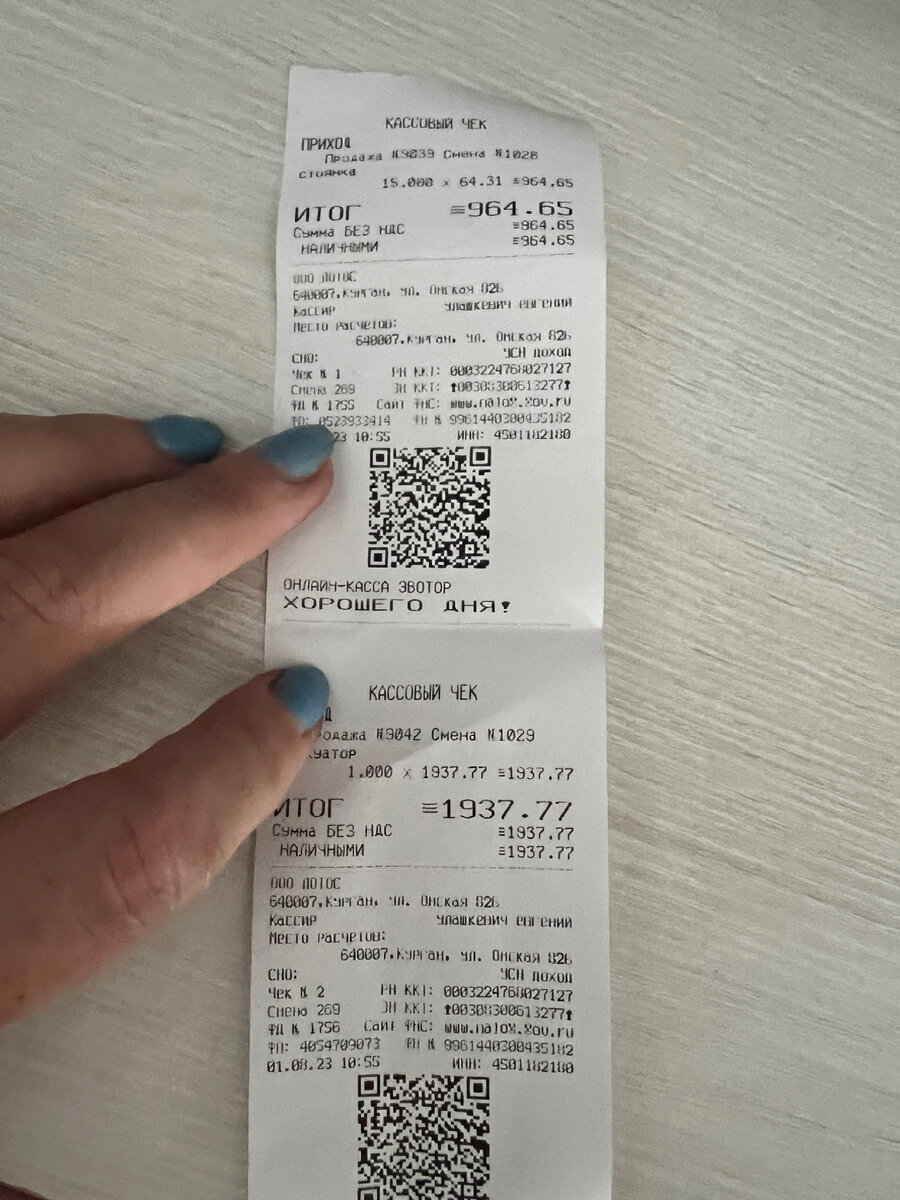 КАССОВЫЙ ЧЕК
ПРИХОД
Продажа №9039 Смена №1028
стоянка
15.000 x 64.31 ≡964.65
ИТОГ ≡964.65
Сумма БЕЗ НДС ≡964.65
НАЛИЧНЫМИ ≡964.65
ООО ЛОТОС
640007,Курган, ул. Омская 82Б
Кассир Улашкевич евгений
Место расчетов:
640007,Курган, ул. Омская 82Б
СНО: УСН доход
Чек № 1 РН ККТ: 0003224768027127
Смена 269 ЗН ККТ: 00308300613277
ФД № 1755 Сайт ФНС: www.nalog.gov.ru
ФП: 0523933414 ФН № 9961440300435182
23 10:55 ИНН: 4501182180
ОНЛАЙН-КАССА ЭВОТОР
ХОРОШЕГО ДНЯ!
КАССОВЫЙ ЧЕК
Д
родажа №9042 Смена №1029
куатор
1.000 x 1937.77 ≡1937.77
ИТОГ ≡1937.77
Сумма БЕЗ НДС ≡1937.77
НАЛИЧНЫМИ ≡1937.77
ООО ЛОТОС
640007,Курган, ул. Омская 82Б
Кассир Улашкевич евгений
Место расчетов:
640007,Курган, ул. Омская 82Б
СНО: УСН доход
Чек № 2 РН ККТ: 0003224768027127
Смена 269 ЗН ККТ: 00308300613277
ФД № 1756 Сайт ФНС: www.nalog.gov.ru
ФП: 4054709073 ФН № 9961440300435182
01.08.23 10:55 ИНН: 4501182180